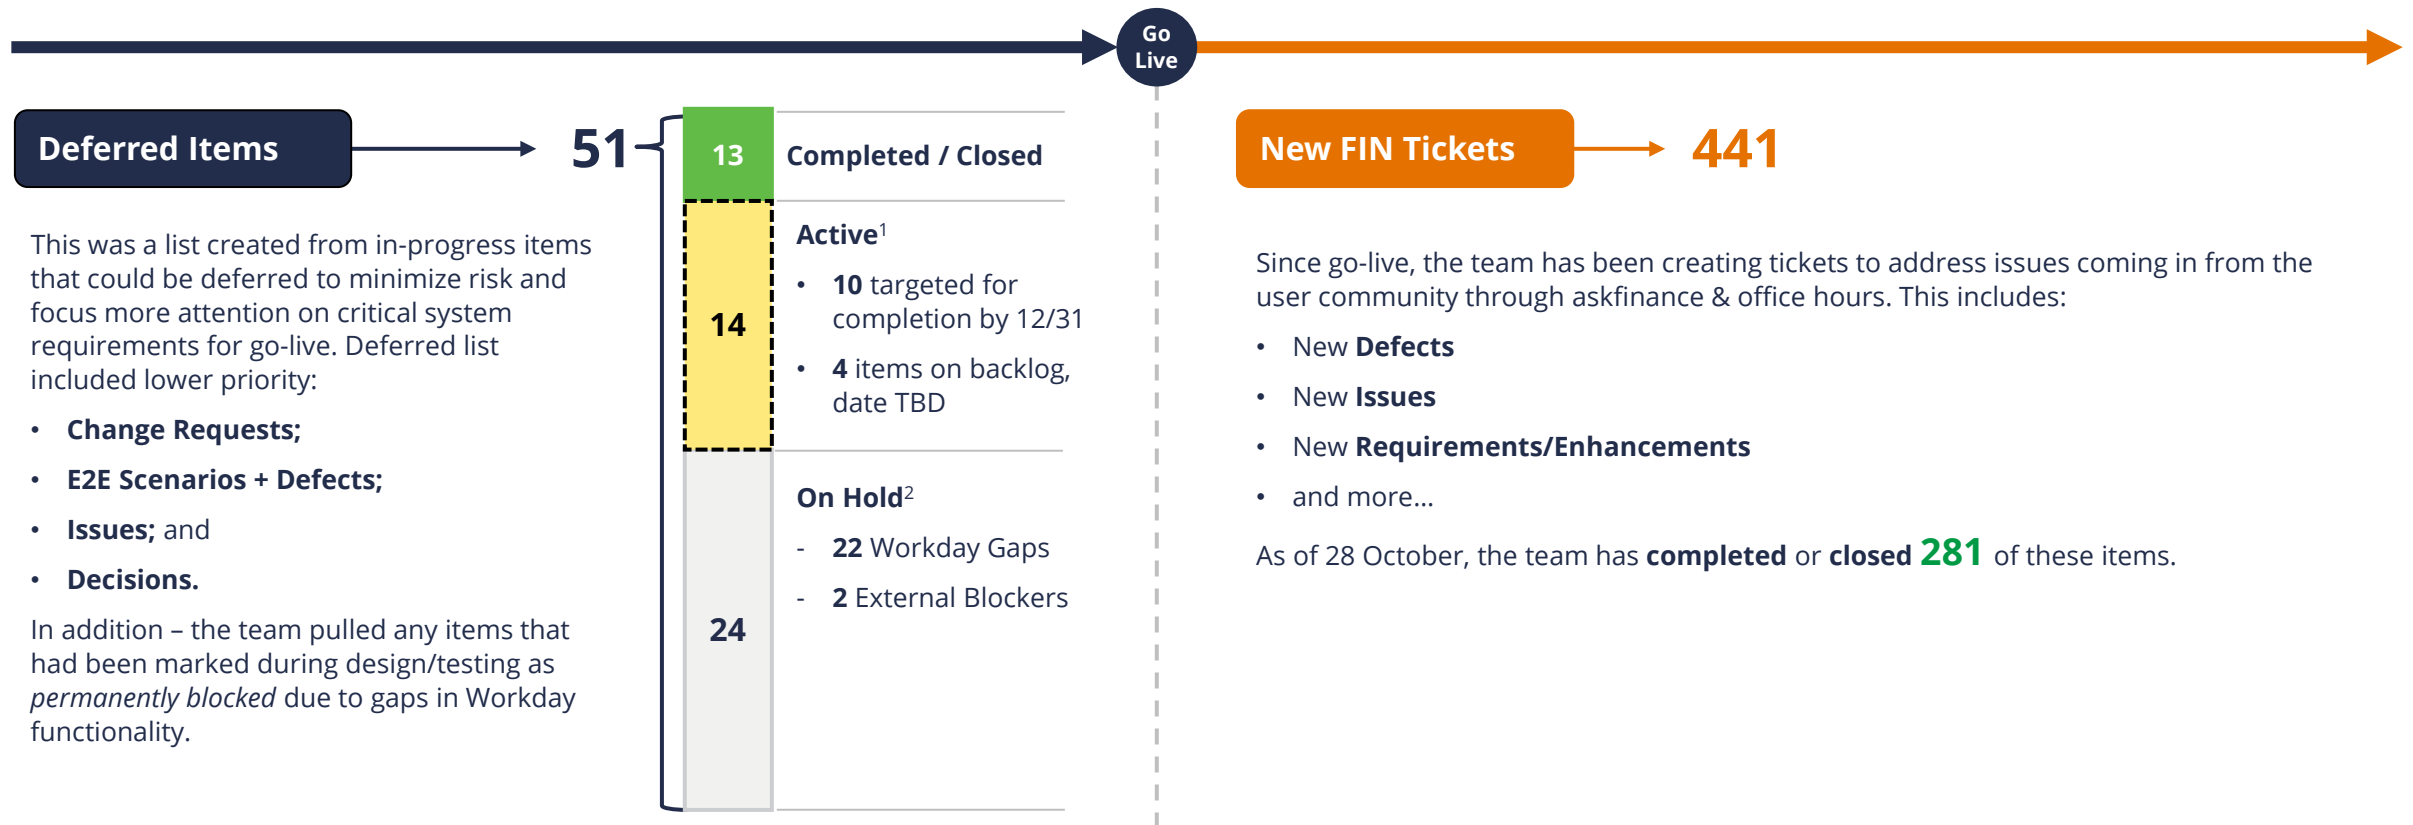 Go
Live
Deferred Items
51
This was a list created from in-progress items
that could be deferred to minimize risk and
focus more attention on critical system
requirements for go-live. Deferred list
included lower priority:
• Change Requests;
• E2E Scenarios + Defects;
• Issues; and
• Decisions.
In addition – the team pulled any items that
had been marked during design/testing as
permanently blocked due to gaps in Workday
functionality.
13
Completed / Closed
14
Active¹
• 10 targeted for
completion by 12/31
• 4 items on backlog,
date TBD
24
On Hold²
- 22 Workday Gaps
- 2 External Blockers
New FIN Tickets
441
Since go-live, the team has been creating tickets to address issues coming in from the
user community through askfinance & office hours. This includes:
• New Defects
• New Issues
• New Requirements/Enhancements
• and more...
As of 28 October, the team has completed or closed 281 of these items.